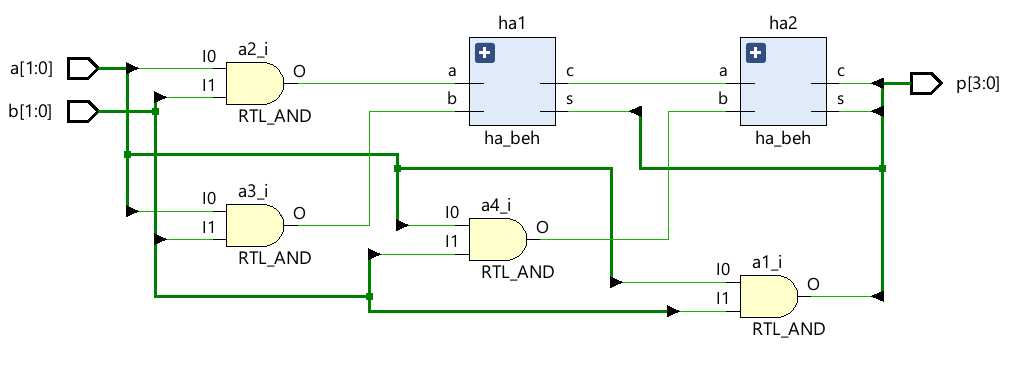 ha1
ha2
a2_i
a[1:0]
b[1:0]
I0
I1
O
RTL_AND
a
b
c
s
ha_beh
a
b
c
s
ha_beh
p[3:0]
a3_i
I0
I1
O
RTL_AND
a4_i
I0
I1
O
RTL_AND
a1_i
I0
I1
O
RTL_AND